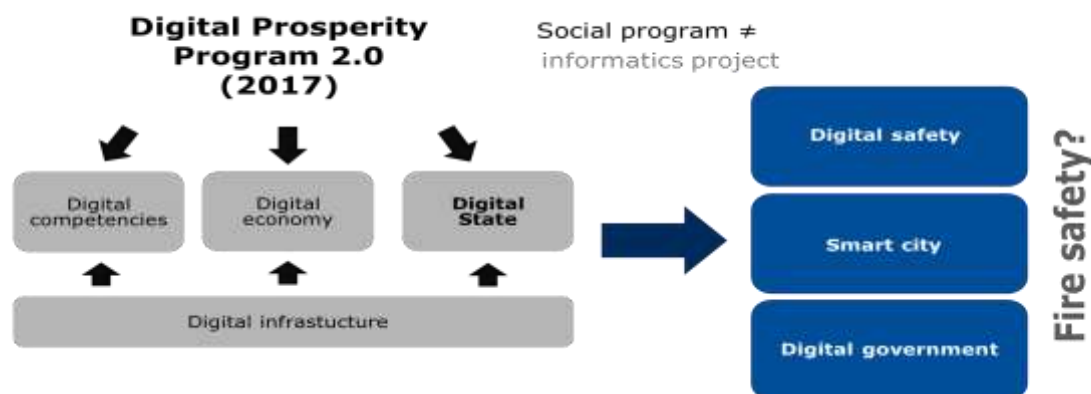 Digital Prosperity
Program 2.0
(2017)
Social program ≠
informatics project
Digital
competencies
Digital
economy
Digital
State
Digital infrastucture
Digital safety
Smart city
Digital government
Fire safety?